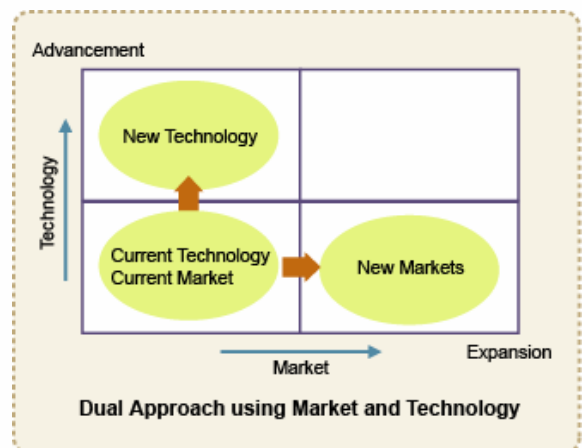 Advancement
New Technology
Technology
Current Technology
Current Market
New Markets
Market
Expansion
Dual Approach using Market and Technology